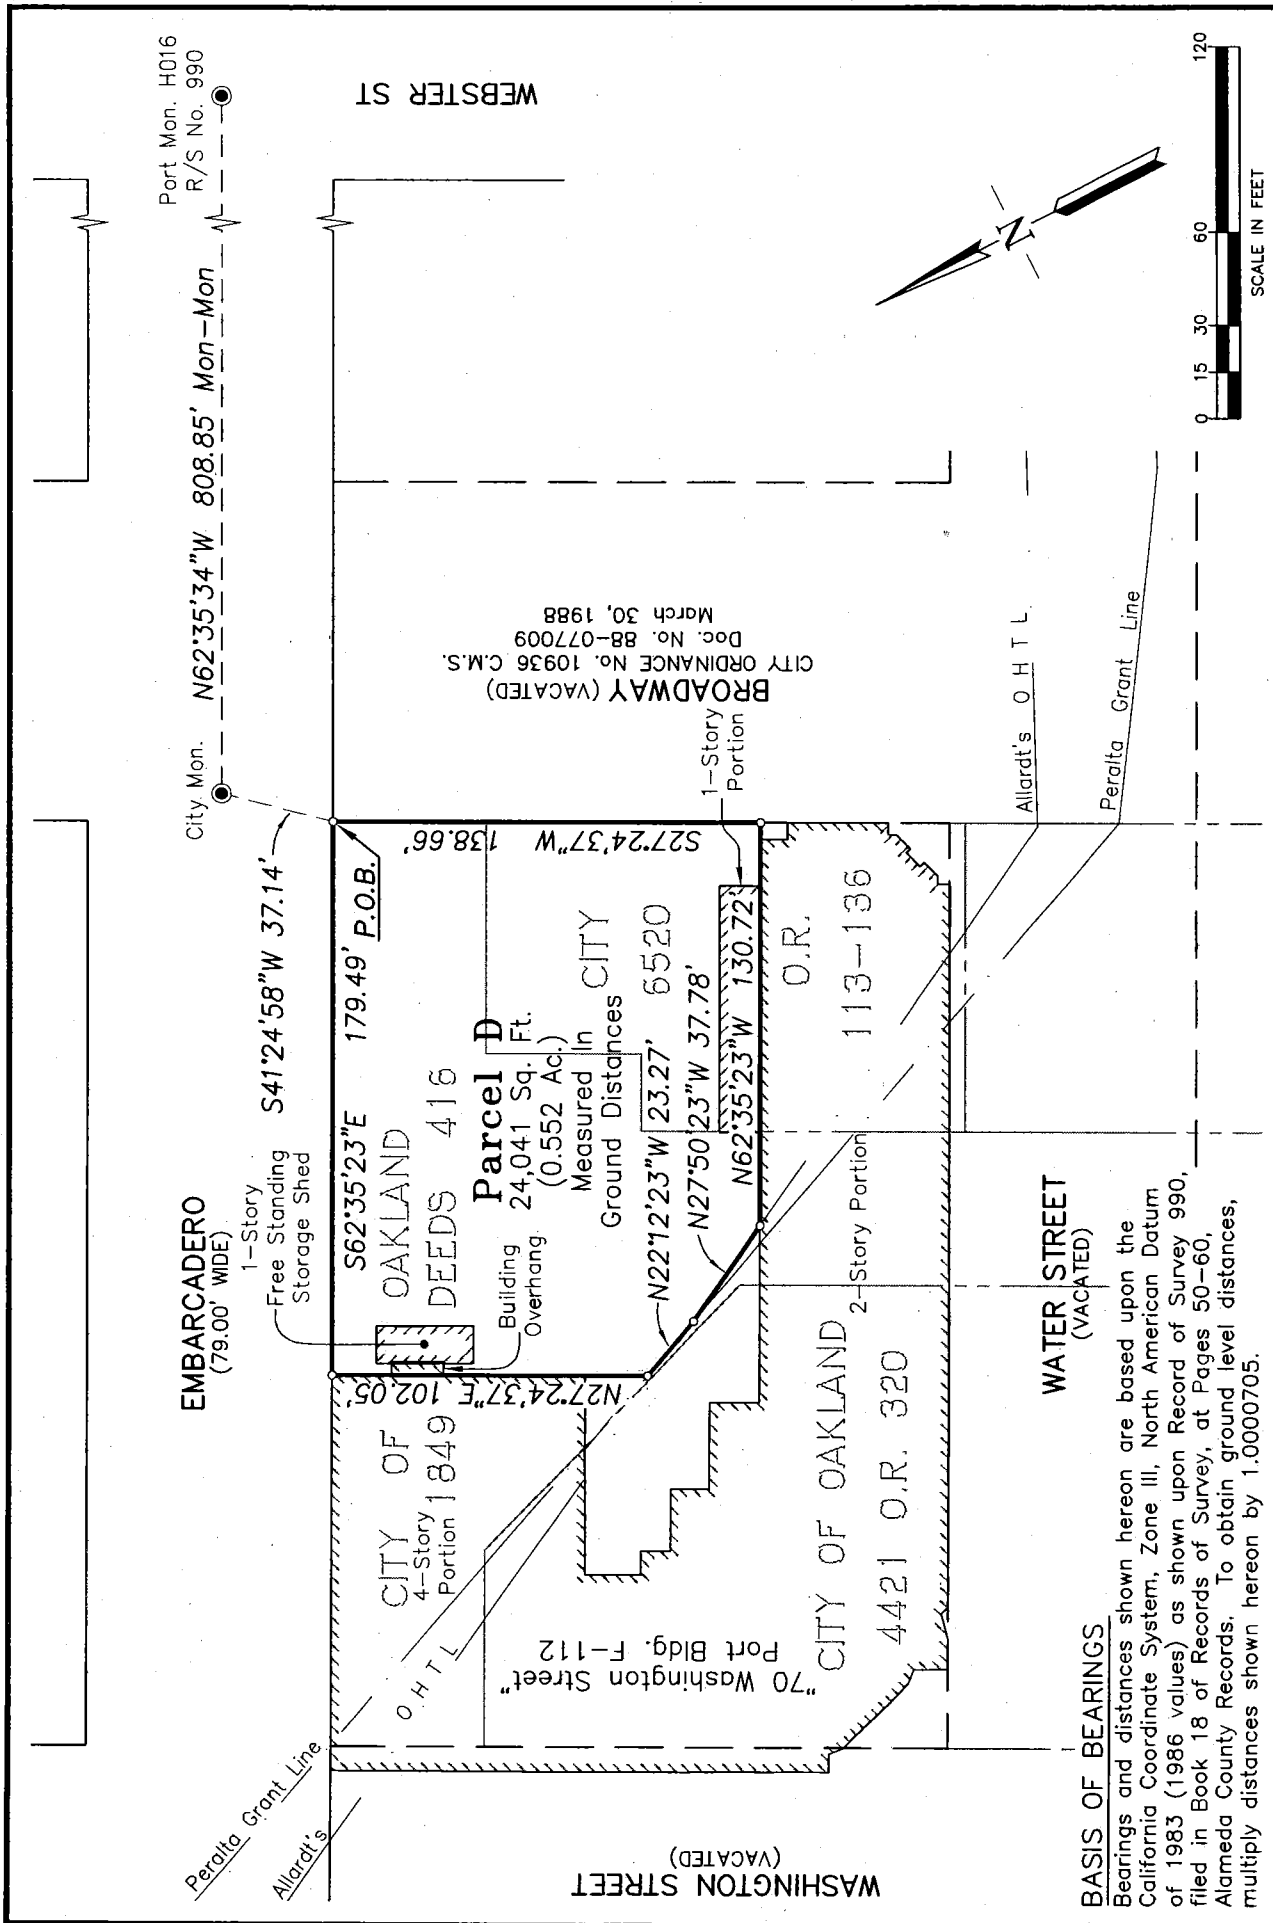 Port Mon. H016
R/S No. 990
WEBSTER ST
City Mon.
N62°35'34"W 808.85' Mon-Mon
S41°24'58"W 37.14'
EMBARCADERO
(79.00' WIDE)
1-Story
Free Standing
Storage Shed
S62°35'23"E 179.49'
P.O.B.
OAKLAND
DEEDS 416
Parcel D
24,041 Sq. Ft.
(0.552 Ac.)
Measured In
Ground Distances
CITY
6520
Building
Overhang
S27°24'37"W 138.66'
N22°12'23"W 23.27'
N27°50'23"W 37.78'
N62°35'23"W 130.72'
N27°24'37"E 102.05'
1-Story
Portion
BROADWAY (VACATED)
CITY ORDINANCE No. 10936 C.M.S.
Doc. No. 88-077009
March 30, 1988
O.R.
113-136
2-Story Portion
CITY OF
4-Story
Portion
1849
O H T L
"70 Washington Street"
Port Bldg. F-112
CITY OF OAKLAND
4421 O.R. 320
Peralta Grant Line
Allardt's
Allardt's O H T L
Peralta Grant Line
WASHINGTON STREET
(VACATED)
WATER STREET
(VACATED)
N
0 15 30 60 120
SCALE IN FEET
BASIS OF BEARINGS
Bearings and distances shown hereon are based upon the
California Coordinate System, Zone III, North American Datum
of 1983 (1986 values) as shown upon Record of Survey 990,
filed in Book 18 of Records of Survey, at Pages 50-60,
Alameda County Records. To obtain ground level distances,
multiply distances shown hereon by 1.0000705.